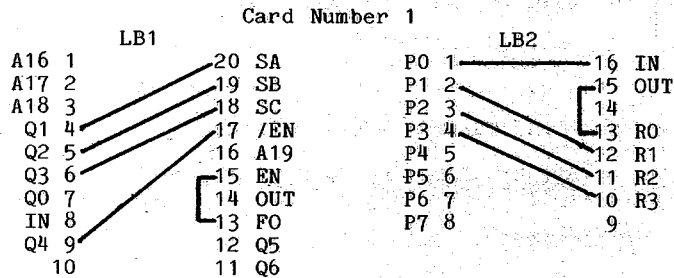 Card Number 1
LB1 LB2
A16 1 20 SA P0 1 16 IN
A17 2 19 SB P1 2 15 OUT
A18 3 18 SC P2 3 14
Q1 4 17 /EN P3 4 13 R0
Q2 5 16 A19 P4 5 12 R1
Q3 6 15 EN P5 6 11 R2
Q0 7 14 OUT P6 7 10 R3
IN 8 13 FO P7 8 9
Q4 9 12 Q5
10 11 Q6